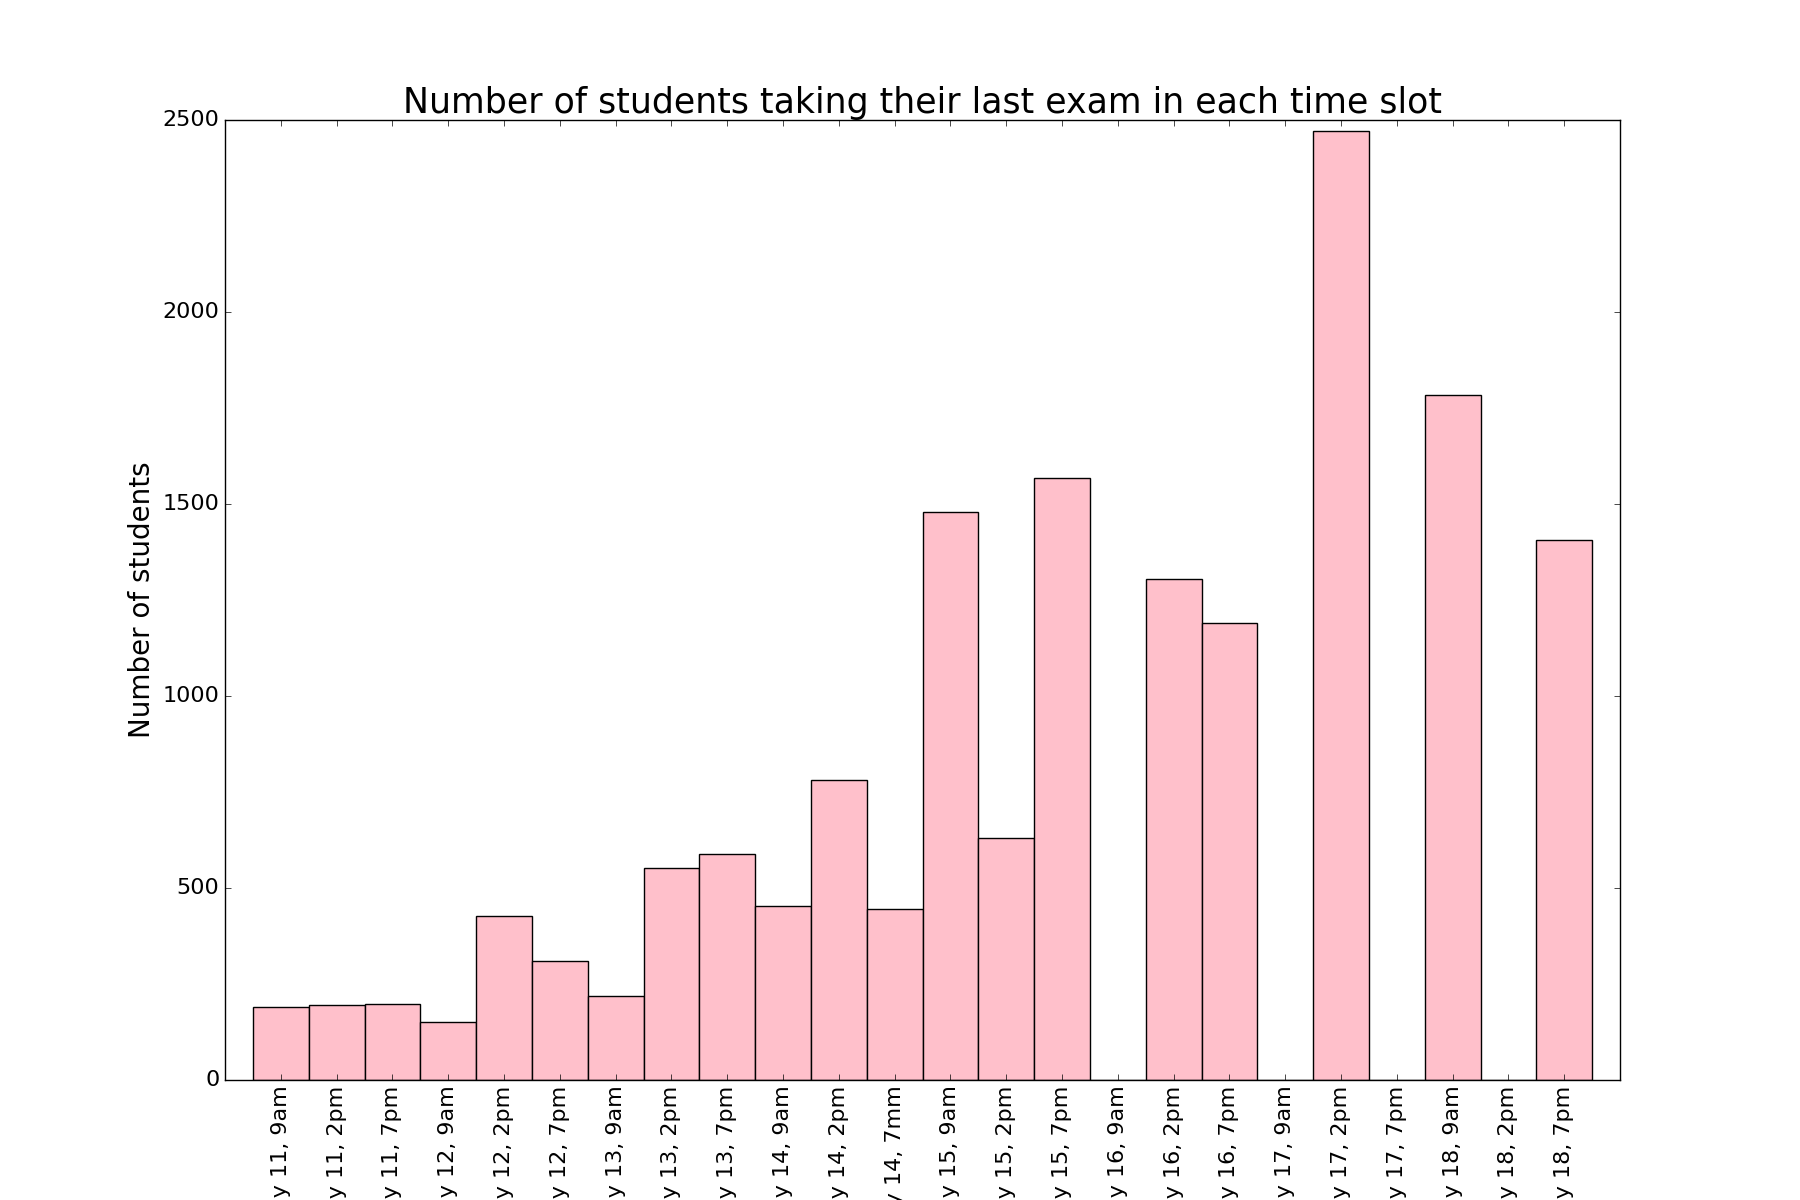 Number of students taking their last exam in each time slot
Number of students
2500
2000
1500
1000
500
0
y 11, 9am
y 11, 2pm
y 11, 7pm
y 12, 9am
y 12, 2pm
y 12, 7pm
y 13, 9am
y 13, 2pm
y 13, 7pm
y 14, 9am
y 14, 2pm
y 14, 7mm
y 15, 9am
y 15, 2pm
y 15, 7pm
y 16, 9am
y 16, 2pm
y 16, 7pm
y 17, 9am
y 17, 2pm
y 17, 7pm
y 18, 9am
y 18, 2pm
y 18, 7pm